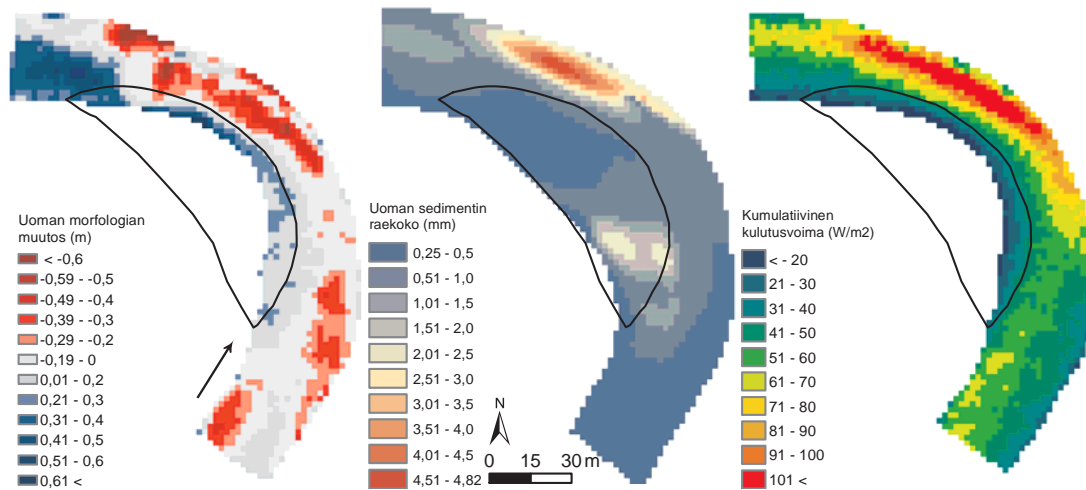 Uoman morfologian
muutos (m)
< -0,6
-0,59 - -0,5
-0,49 - -0,4
-0,39 - -0,3
-0,29 - -0,2
-0,19 - 0
0,01 - 0,2
0,21 - 0,3
0,31 - 0,4
0,41 - 0,5
0,51 - 0,6
0,61 <
Uoman sedimentin
raekoko (mm)
0,25 - 0,5
0,51 - 1,0
1,01 - 1,5
1,51 - 2,0
2,01 - 2,5
2,51 - 3,0
3,01 - 3,5
3,51 - 4,0
4,01 - 4,5
4,51 - 4,82
N
0 15 30 m
Kumulatiivinen
kulutusvoima (W/m2)
< - 20
21 - 30
31 - 40
41 - 50
51 - 60
61 - 70
71 - 80
81 - 90
91 - 100
101 <